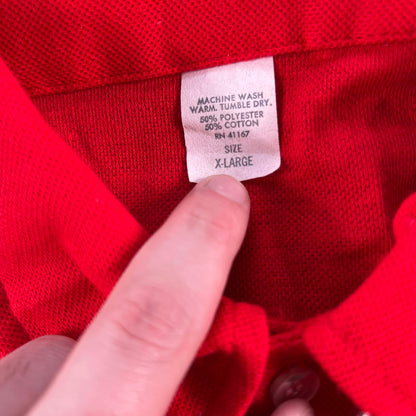 MACHINE WASH
WARM. TUMBLE DRY.
50% POLYESTER
50% COTTON
RN 41167
SIZE
X-LARGE